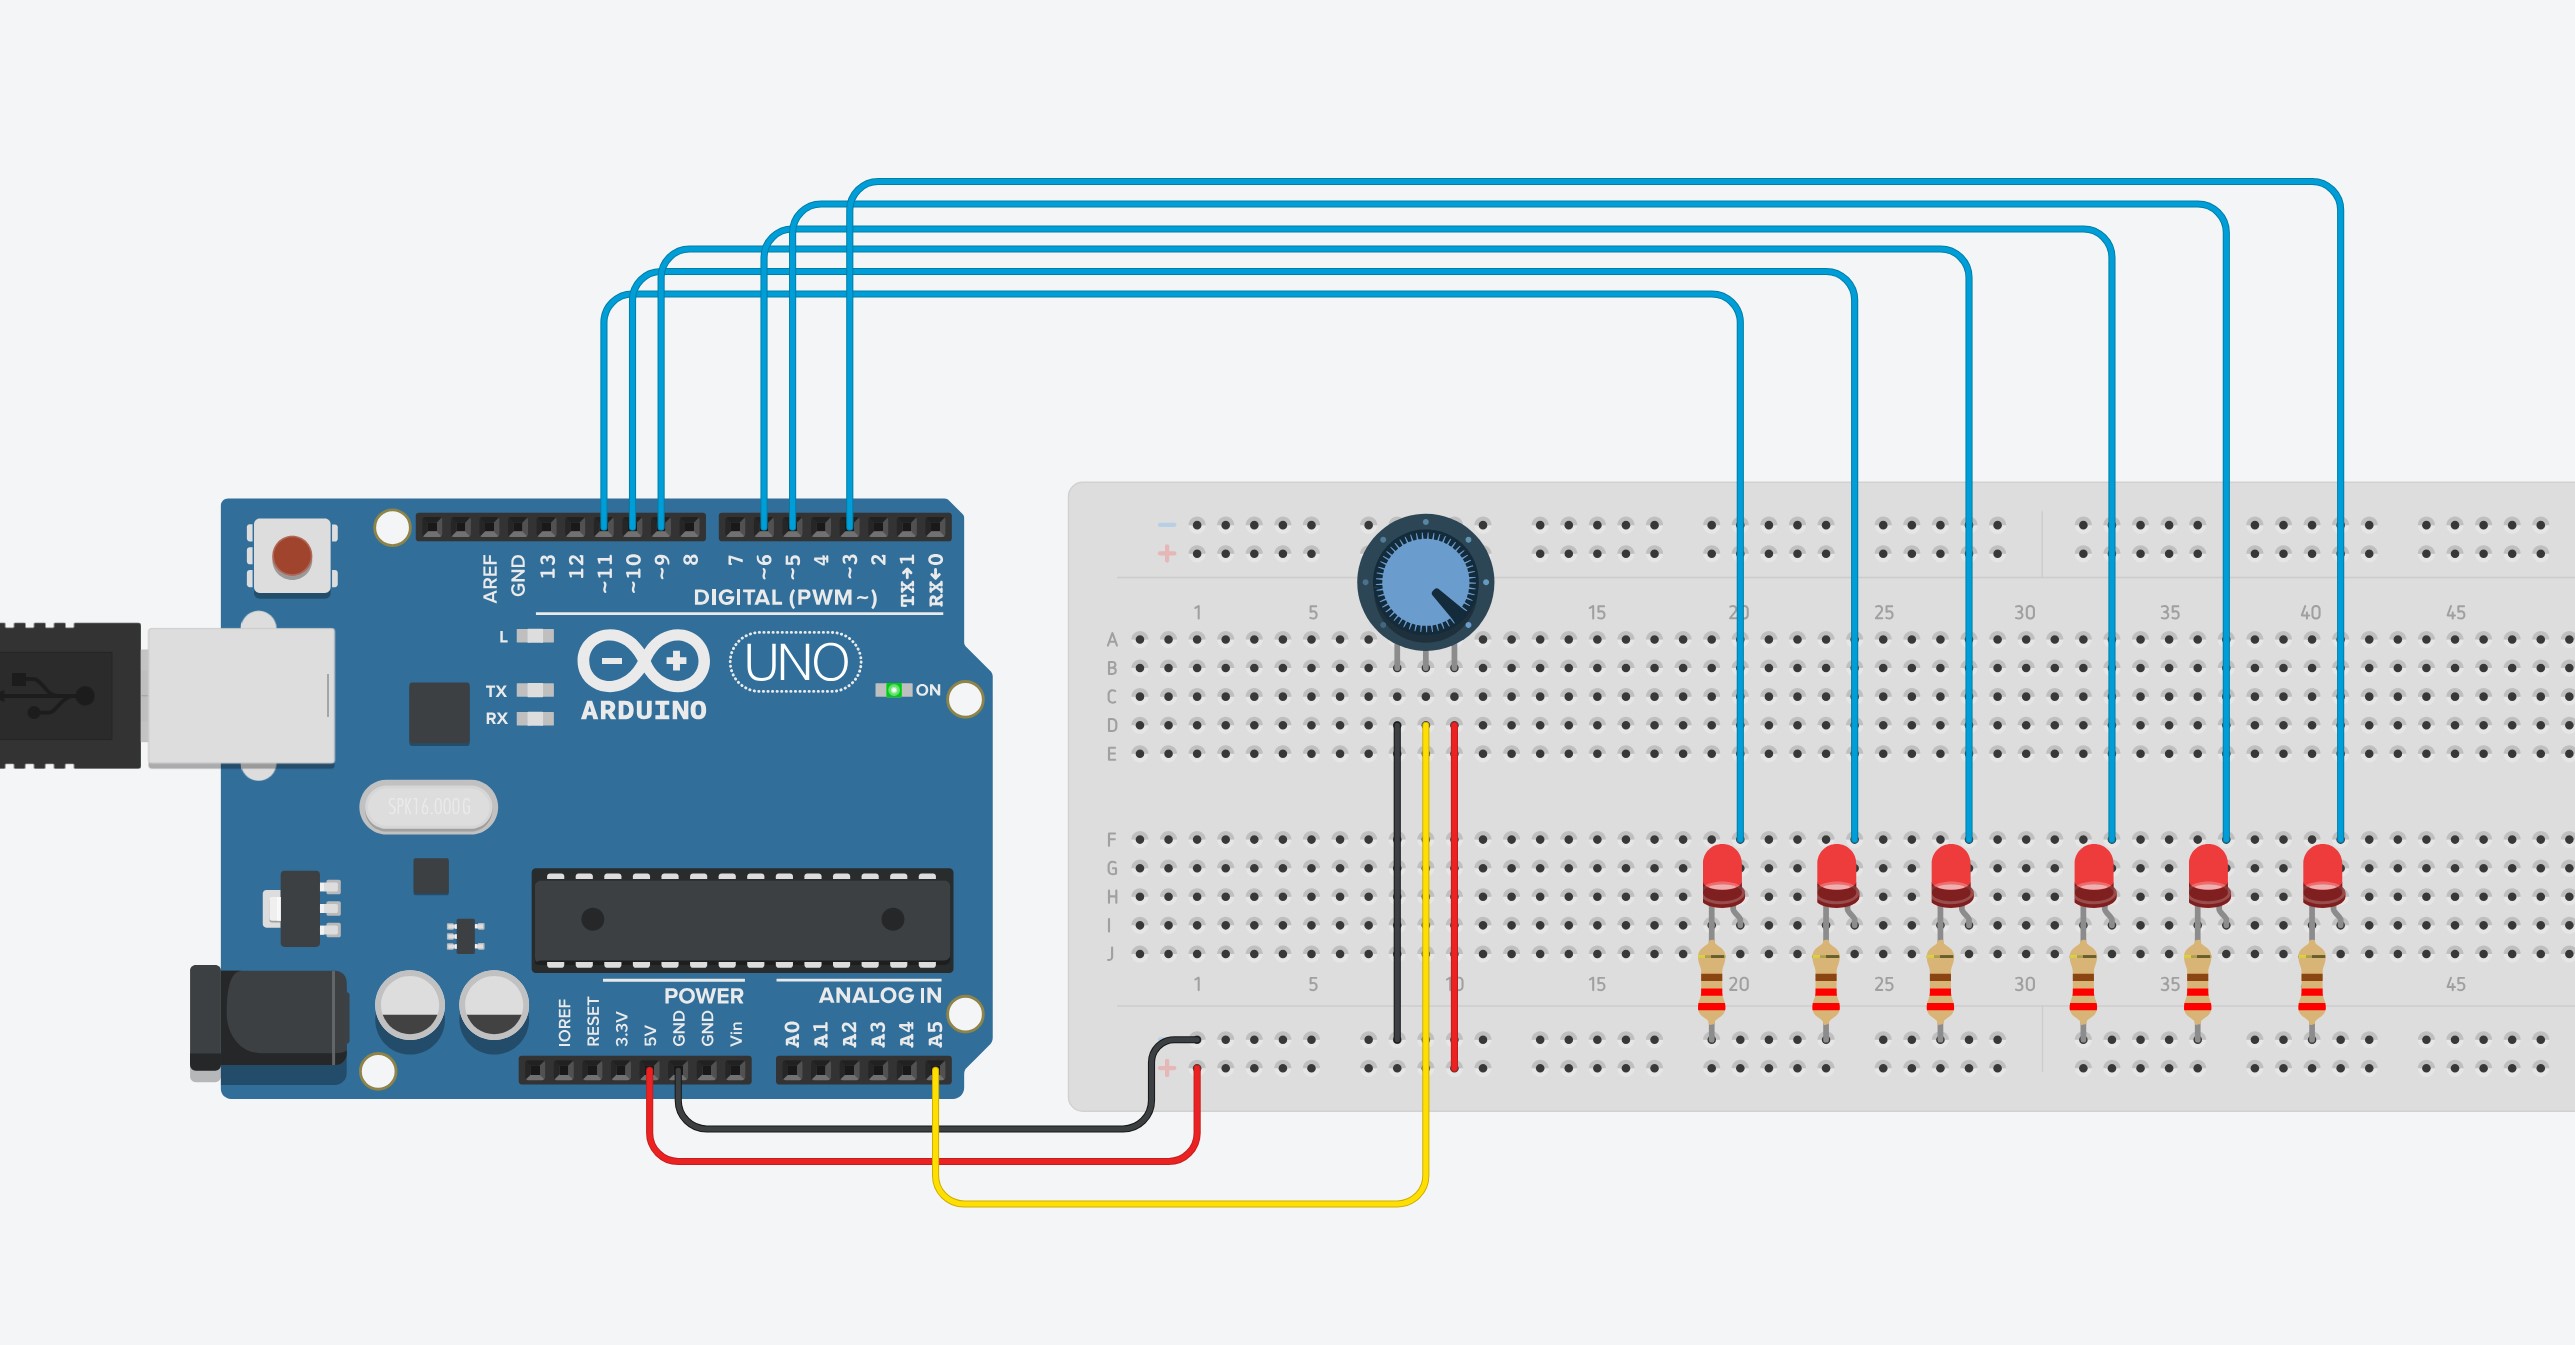 AREF
GND
13
12
~11
~10
~9
8
7
~6
~5
4
~3
2
TX→1
RX←0
DIGITAL (PWM~)
L
TX
RX
− +
ARDUINO
UNO
ON
SPK16.000G
POWER
ANALOG IN
IOREF
RESET
3.3V
5V
GND
GND
Vin
A0
A1
A2
A3
A4
A5
−
+
1 5 15 20 25 30 35 40 45
A
B
C
D
E
F
G
H
I
J
1 5 10 15 20 25 30 35 45
+